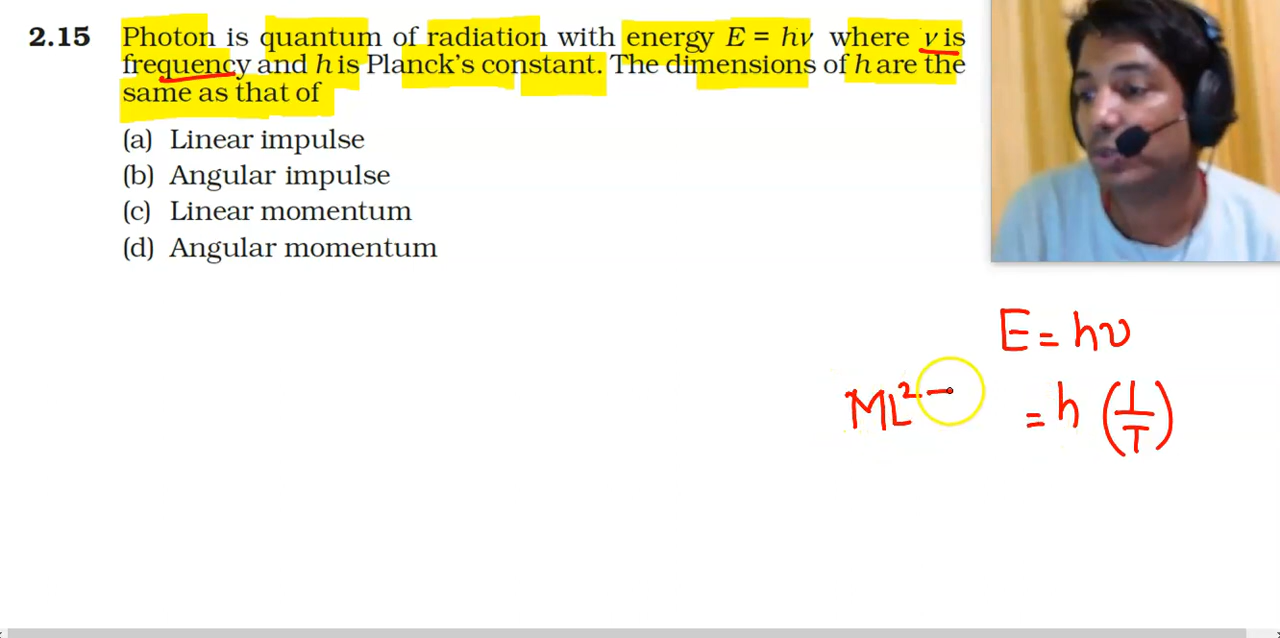 2.15 Photon is quantum of radiation with energy E = hν where ν is
frequency and h is Planck's constant. The dimensions of h are the
same as that of
(a) Linear impulse
(b) Angular impulse
(c) Linear momentum
(d) Angular momentum
E = hν
ML² – = h (1/T)